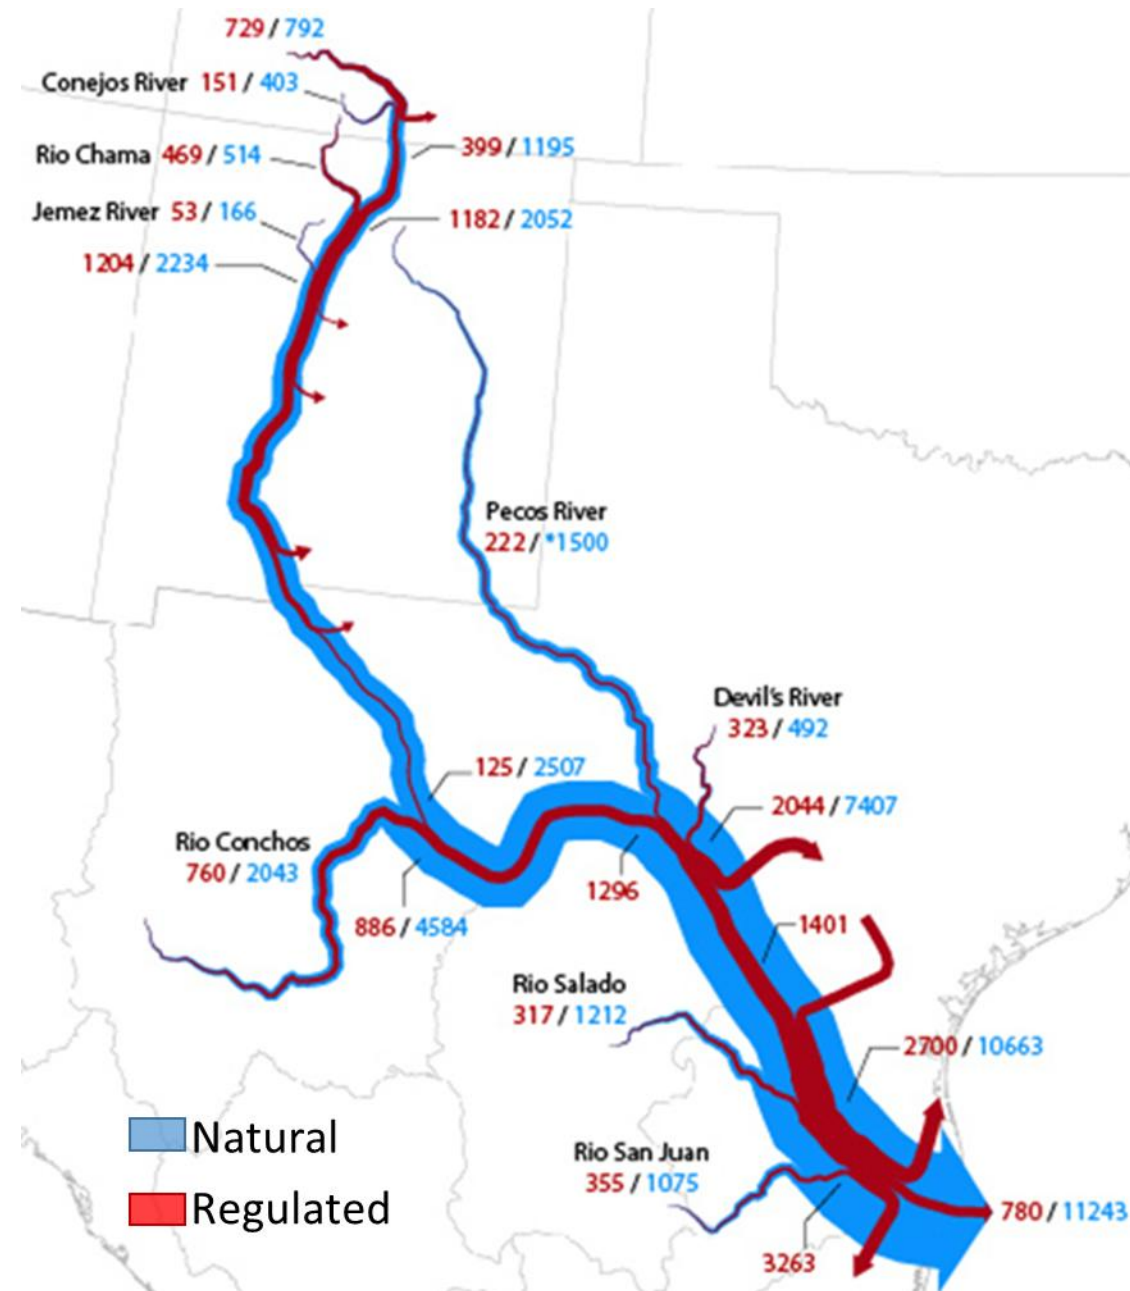 729 / 792
Conejos River 151 / 403
399 / 1195
Rio Chama 469 / 514
Jemez River 53 / 166
1182 / 2052
1204 / 2234
Pecos River
222 / *1500
Devil's River
323 / 492
125 / 2507
2044 / 7407
Rio Conchos
760 / 2043
1296
886 / 4584
1401
Rio Salado
317 / 1212
2700 / 10663
Natural
Rio San Juan
355 / 1075
Regulated
780 / 11243
3263